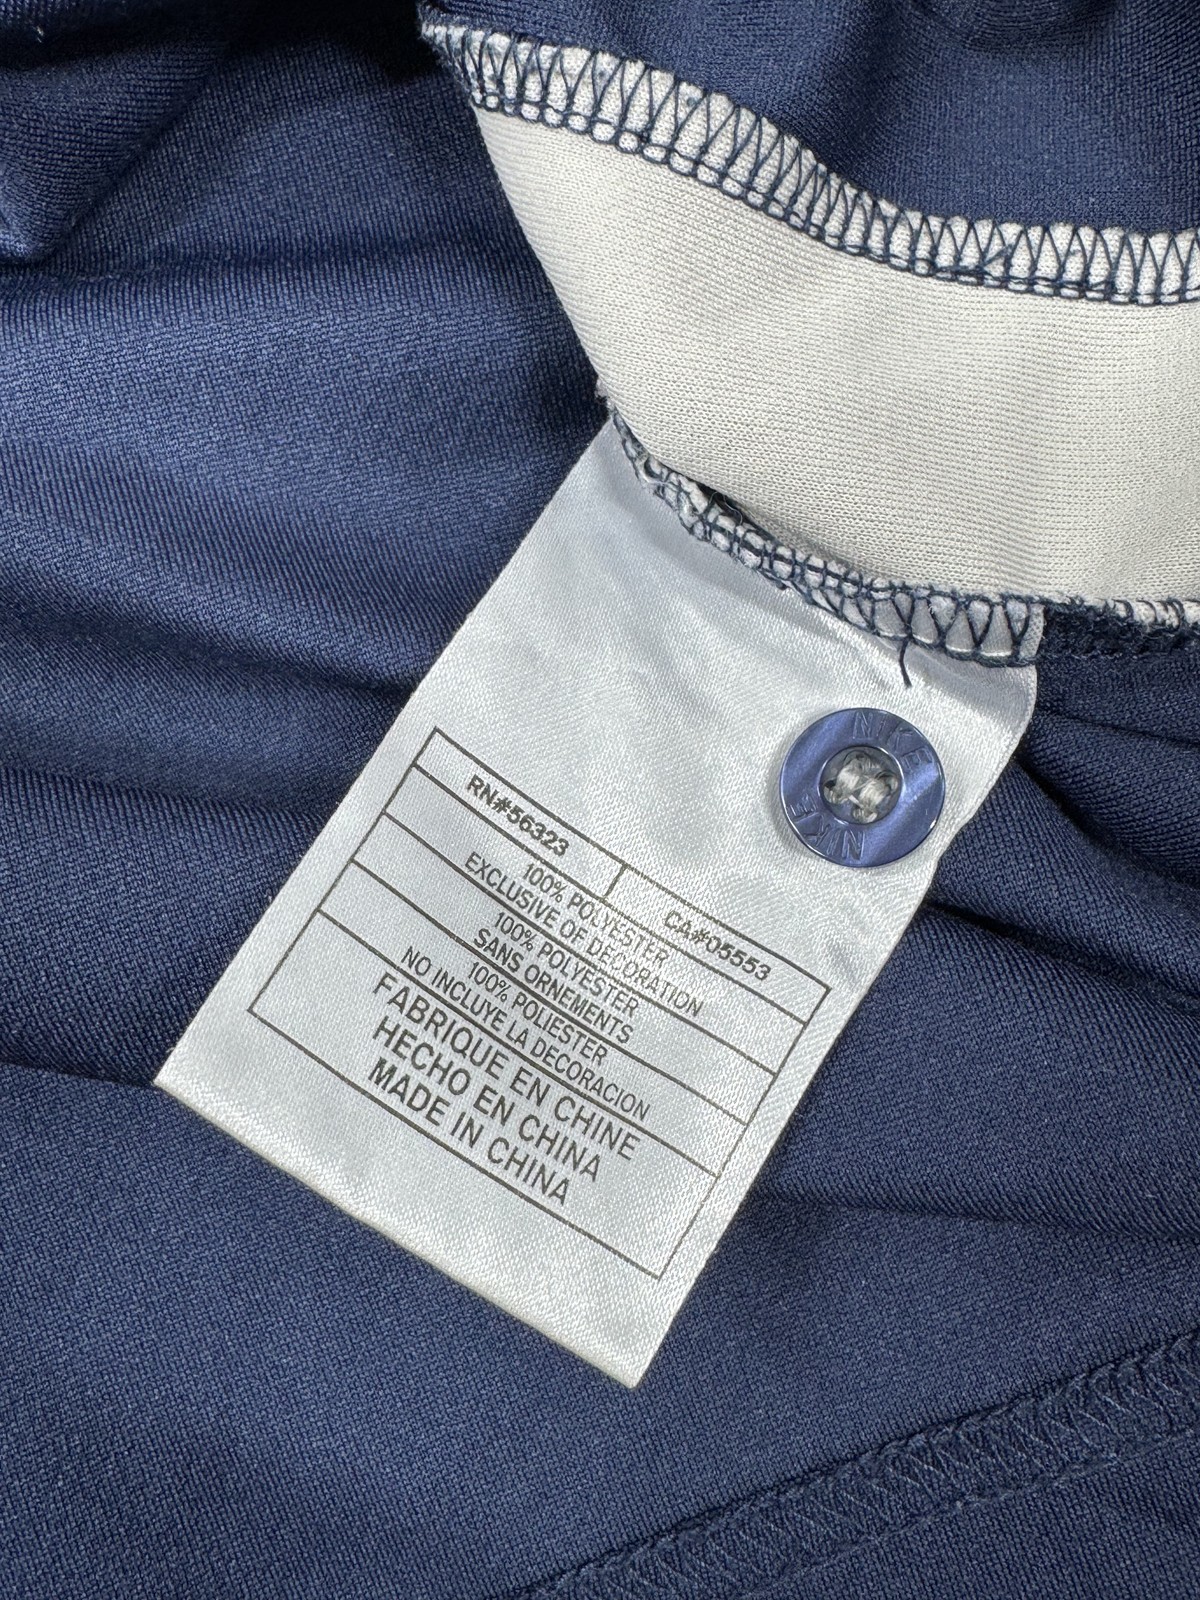 NIKE
NIKE
RN#56323
CA#05553
100% POLYESTER
EXCLUSIVE OF DECORATION
100% POLYESTER
SANS ORNEMENTS
100% POLIESTER
NO INCLUYE LA DECORACION
FABRIQUE EN CHINE
HECHO EN CHINA
MADE IN CHINA